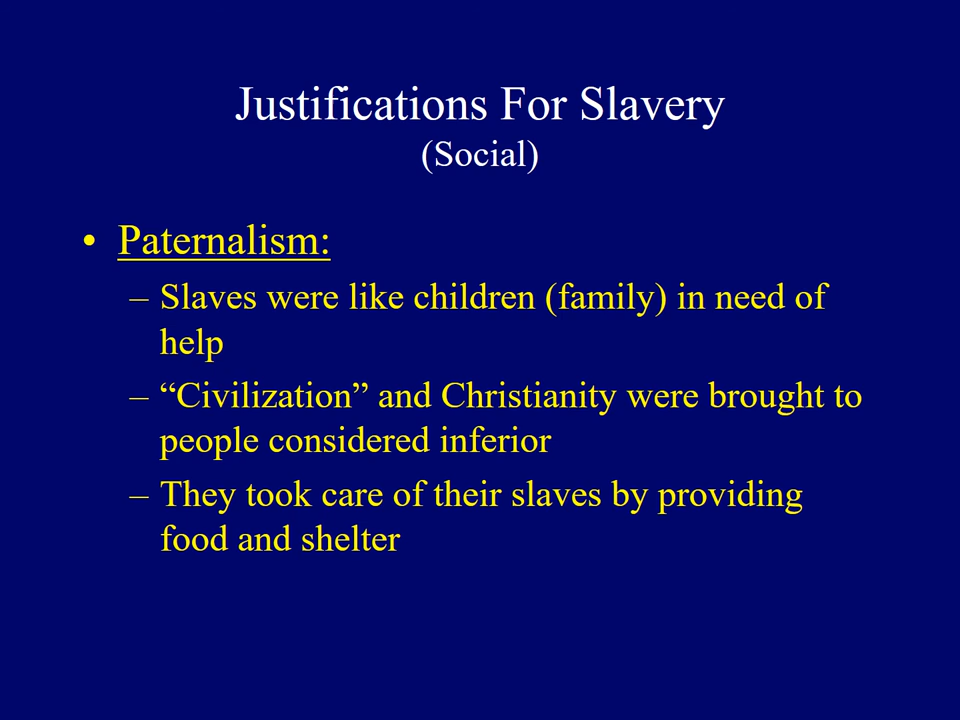 Justifications For Slavery
(Social)
• Paternalism:
– Slaves were like children (family) in need of
help
– “Civilization” and Christianity were brought to
people considered inferior
– They took care of their slaves by providing
food and shelter